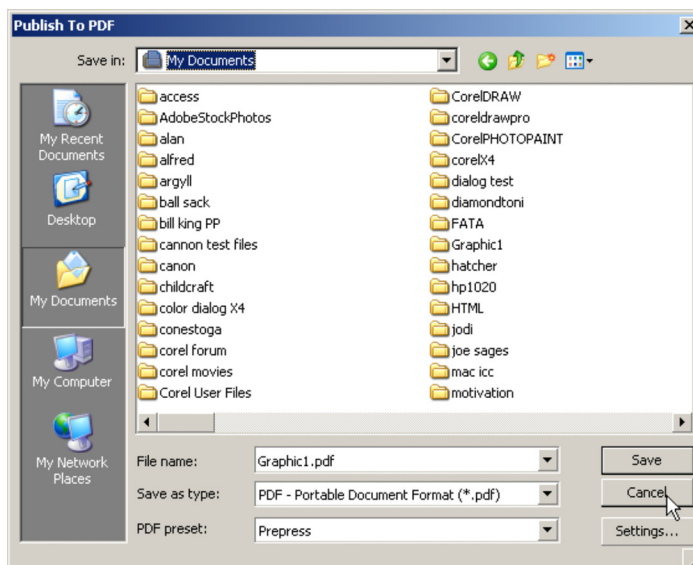 Publish To PDF
Save in:
My Documents
My Recent
Documents
Desktop
My Documents
My Computer
My Network
Places
access
AdobeStockPhotos
alan
alfred
argyll
ball sack
bill king PP
cannon test files
canon
childcraft
color dialog X4
conestoga
corel forum
corel movies
Corel User Files
CorelDRAW
coreldrawpro
CorelPHOTOPAINT
corelX4
dialog test
diamondtoni
FATA
Graphic1
hatcher
hp1020
HTML
jodi
joe sages
mac icc
motivation
File name:
Graphic1.pdf
Save
Save as type:
PDF - Portable Document Format (*.pdf)
Cancel
PDF preset:
Prepress
Settings...